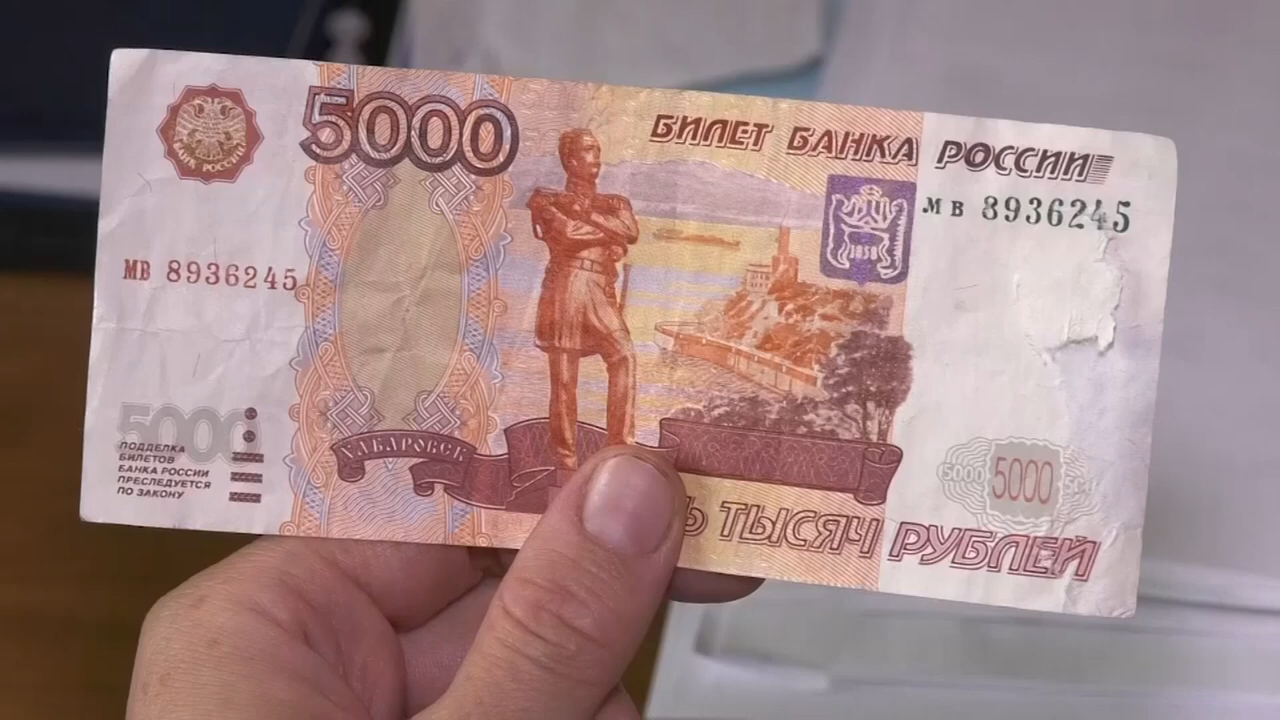 5000
БИЛЕТ БАНКА РОССИИ
БАНК РОССИИ
мв 8936245
МВ 8936245
1858
ХАБАРОВСК
5000
ПОДДЕЛКА
БИЛЕТОВ
БАНКА РОССИИ
ПРЕСЛЕДУЕТСЯ
ПО ЗАКОНУ
5000 5000
Ь ТЫСЯЧ РУБЛЕЙ